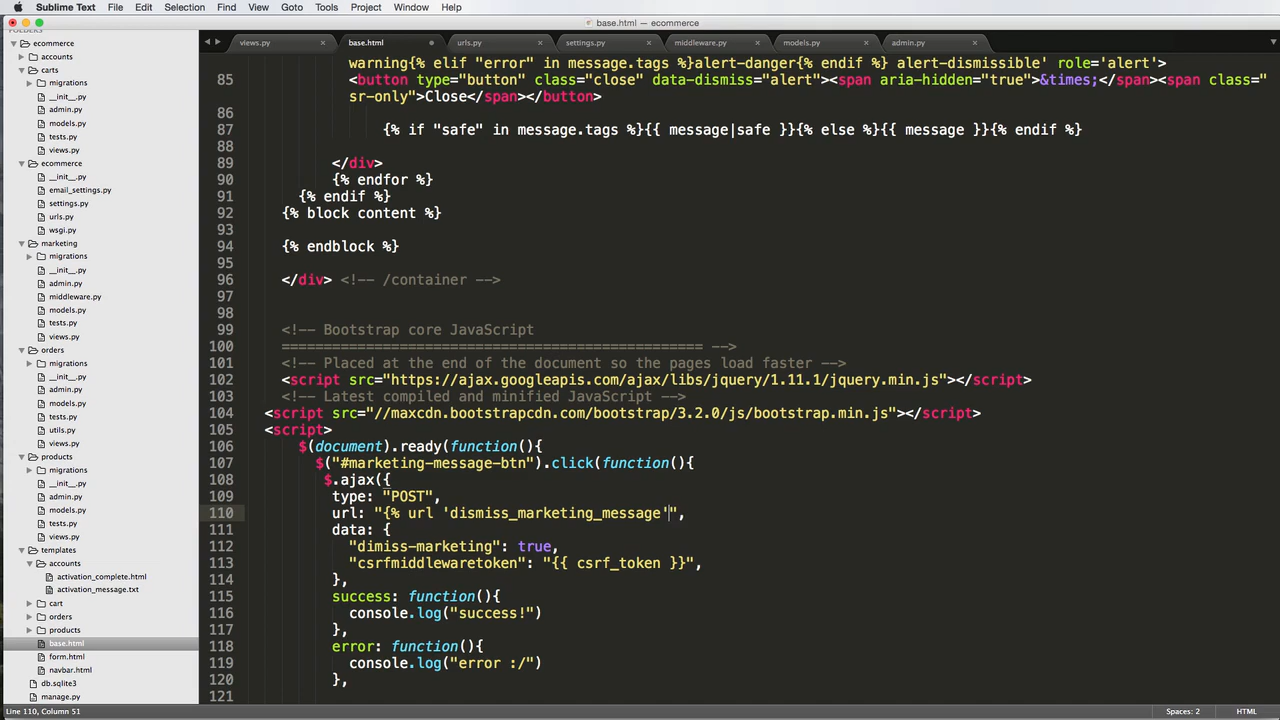 Sublime Text File Edit Selection Find View Goto Tools Project Window Help
base.html — ecommerce
FOLDERS
views.py × base.html urls.py × settings.py × middleware.py × models.py × admin.py ×
ecommerce
accounts
carts
migrations
__init__.py
admin.py
models.py
tests.py
views.py
ecommerce
__init__.py
email_settings.py
settings.py
urls.py
wsgi.py
marketing
migrations
__init__.py
admin.py
middleware.py
models.py
tests.py
views.py
orders
migrations
__init__.py
admin.py
models.py
tests.py
utils.py
views.py
products
migrations
__init__.py
admin.py
models.py
tests.py
views.py
templates
accounts
activation_complete.html
activation_message.txt
cart
orders
products
base.html
form.html
navbar.html
db.sqlite3
manage.py
warning{% elif "error" in message.tags %}alert-danger{% endif %} alert-dismissible' role='alert'>
85 <button type="button" class="close" data-dismiss="alert"><span aria-hidden="true">&times;</span><span class="
sr-only">Close</span></button>
86
87 {% if "safe" in message.tags %}{{ message|safe }}{% else %}{{ message }}{% endif %}
88
89 </div>
90 {% endfor %}
91 {% endif %}
92 {% block content %}
93
94 {% endblock %}
95
96 </div> <!-- /container -->
97
98
99 <!-- Bootstrap core JavaScript
100 ================================================== -->
101 <!-- Placed at the end of the document so the pages load faster -->
102 <script src="https://ajax.googleapis.com/ajax/libs/jquery/1.11.1/jquery.min.js"></script>
103 <!-- Latest compiled and minified JavaScript -->
104 <script src="//maxcdn.bootstrapcdn.com/bootstrap/3.2.0/js/bootstrap.min.js"></script>
105 <script>
106 $(document).ready(function(){
107 $("#marketing-message-btn").click(function(){
108 $.ajax({
109 type: "POST",
110 url: "{% url 'dismiss_marketing_message'",
111 data: {
112 "dimiss-marketing": true,
113 "csrfmiddlewaretoken": "{{ csrf_token }}",
114 },
115 success: function(){
116 console.log("success!")
117 },
118 error: function(){
119 console.log("error :/")
120 },
121
Line 110, Column 51 Spaces: 2 HTML